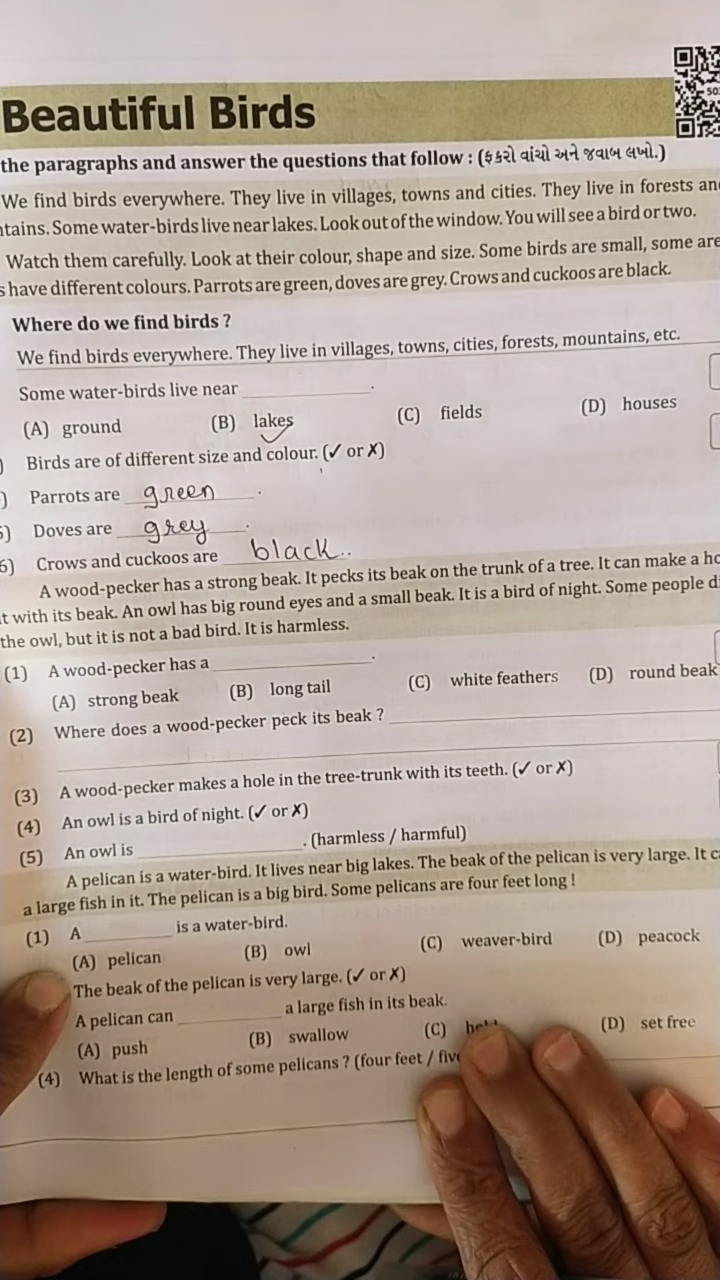 Beautiful Birds
the paragraphs and answer the questions that follow : (ફકરો વાંચો અને જવાબ લખો.)
We find birds everywhere. They live in villages, towns and cities. They live in forests
Some water-birds live near lakes. Look out of the window. You will see a bird or two.
Watch them carefully. Look at their colour, shape and size. Some birds are small, some are
have different colours. Parrots are green, doves are grey. Crows and cuckoos are black.
Where do we find birds ?
We find birds everywhere. They live in villages, towns, cities, forests, mountains, etc.
Some water-birds live near ____________.
(A) ground (B) lakes (C) fields (D) houses
) Birds are of different size and colour. (✓ or ✗)
) Parrots are green.
5) Doves are grey.
6) Crows and cuckoos are black..
A wood-pecker has a strong beak. It pecks its beak on the trunk of a tree. It can make a
with its beak. An owl has big round eyes and a small beak. It is a bird of night. Some people
the owl, but it is not a bad bird. It is harmless.
(1) A wood-pecker has a ____________.
(A) strong beak (B) long tail (C) white feathers (D) round beak
(2) Where does a wood-pecker peck its beak ? ____________
(3) A wood-pecker makes a hole in the tree-trunk with its teeth. (✓ or ✗)
(4) An owl is a bird of night. (✓ or ✗)
(5) An owl is ____________. (harmless / harmful)
A pelican is a water-bird. It lives near big lakes. The beak of the pelican is very large. It
a large fish in it. The pelican is a big bird. Some pelicans are four feet long !
(1) A ________ is a water-bird.
(A) pelican (B) owl (C) weaver-bird (D) peacock
The beak of the pelican is very large. (✓ or ✗)
A pelican can ________ a large fish in its beak.
(A) push (B) swallow (C) (D) set free
(4) What is the length of some pelicans ? (four feet /